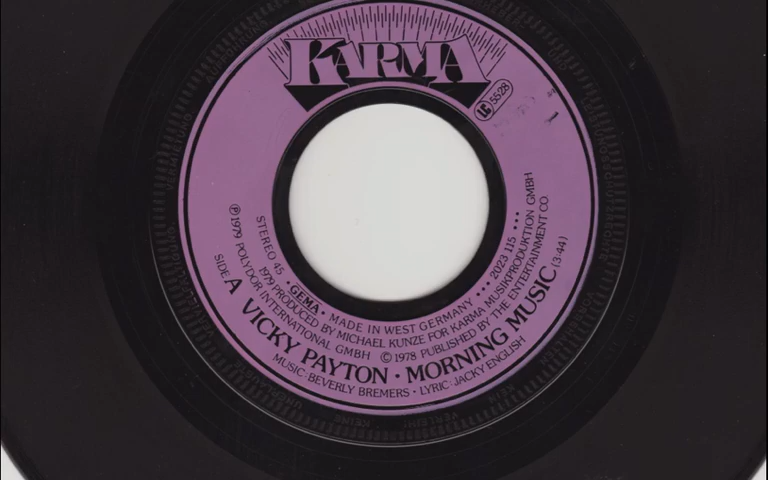 KARMA
LC 5528
STEREO 45 • GEMA • MADE IN WEST GERMANY ••• 2023 115 •••
1979 PRODUCED BY MICHAEL KUNZE FOR KARMA MUSIKPRODUKTION GMBH
℗ 1979 POLYDOR INTERNATIONAL GMBH © 1978 PUBLISHED BY THE ENTERTAINMENT CO.
SIDE A VICKY PAYTON • MORNING MUSIC (3:44)
MUSIC: BEVERLY BREMERS • LYRIC: JACKY ENGLISH